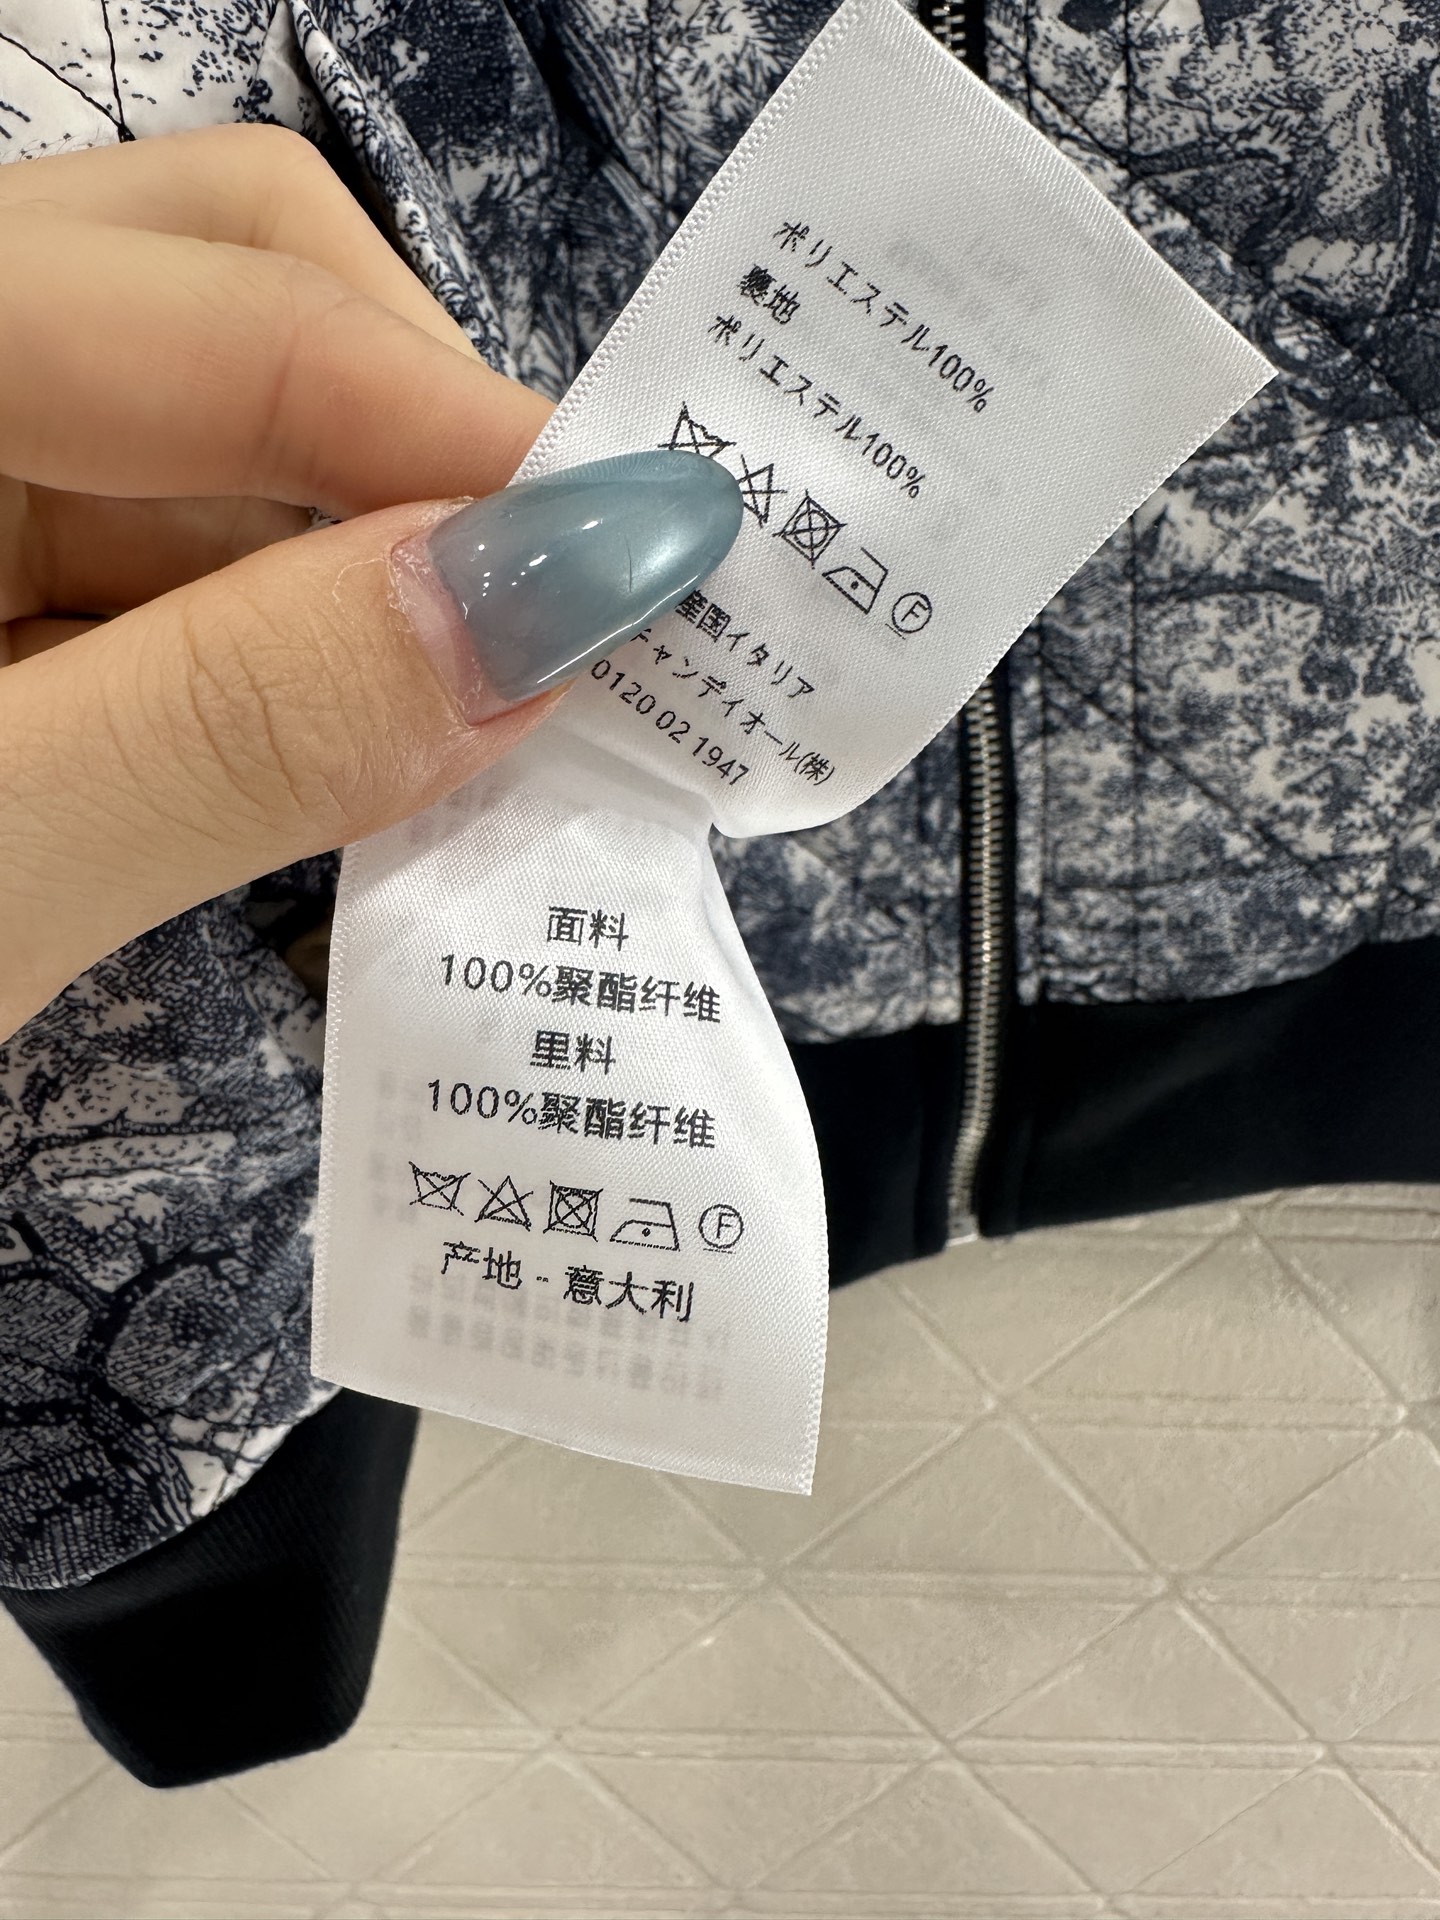 ポリエステル100%
裏地
ポリエステル100%
F
産国イタリア
チャンディオール(株)
0120 02 1947
面料
100%聚酯纤维
里料
100%聚酯纤维
F
产地 - 意大利